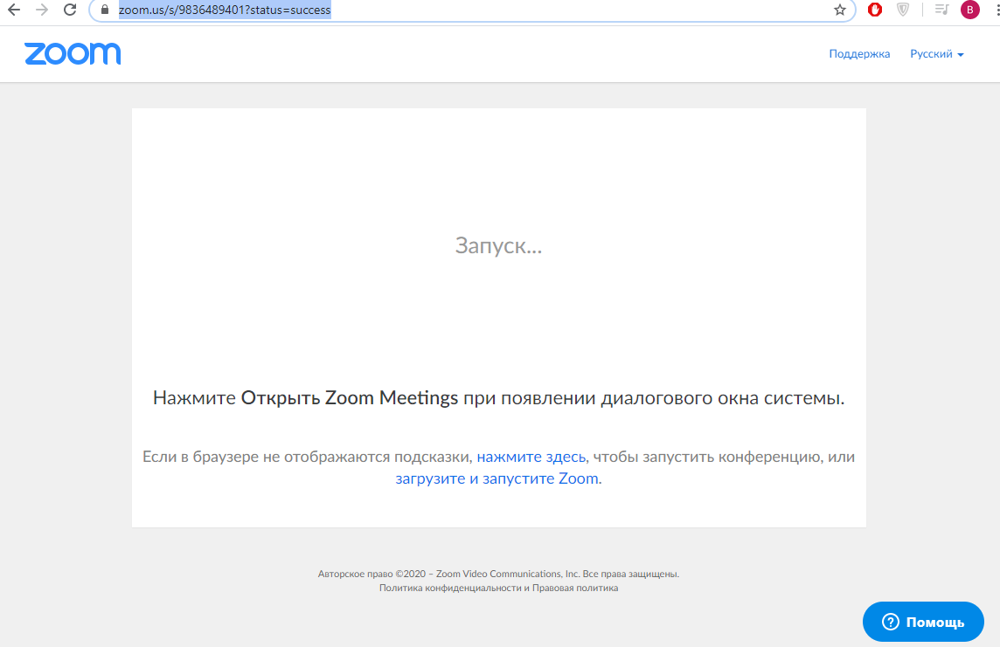 zoom.us/s/9836489401?status=success
B
zoom
Поддержка Русский
Запуск...
Нажмите Открыть Zoom Meetings при появлении диалогового окна системы.
Если в браузере не отображаются подсказки, нажмите здесь, чтобы запустить конференцию, или
загрузите и запустите Zoom.
Авторское право ©2020 – Zoom Video Communications, Inc. Все права защищены.
Политика конфиденциальности и Правовая политика
Помощь